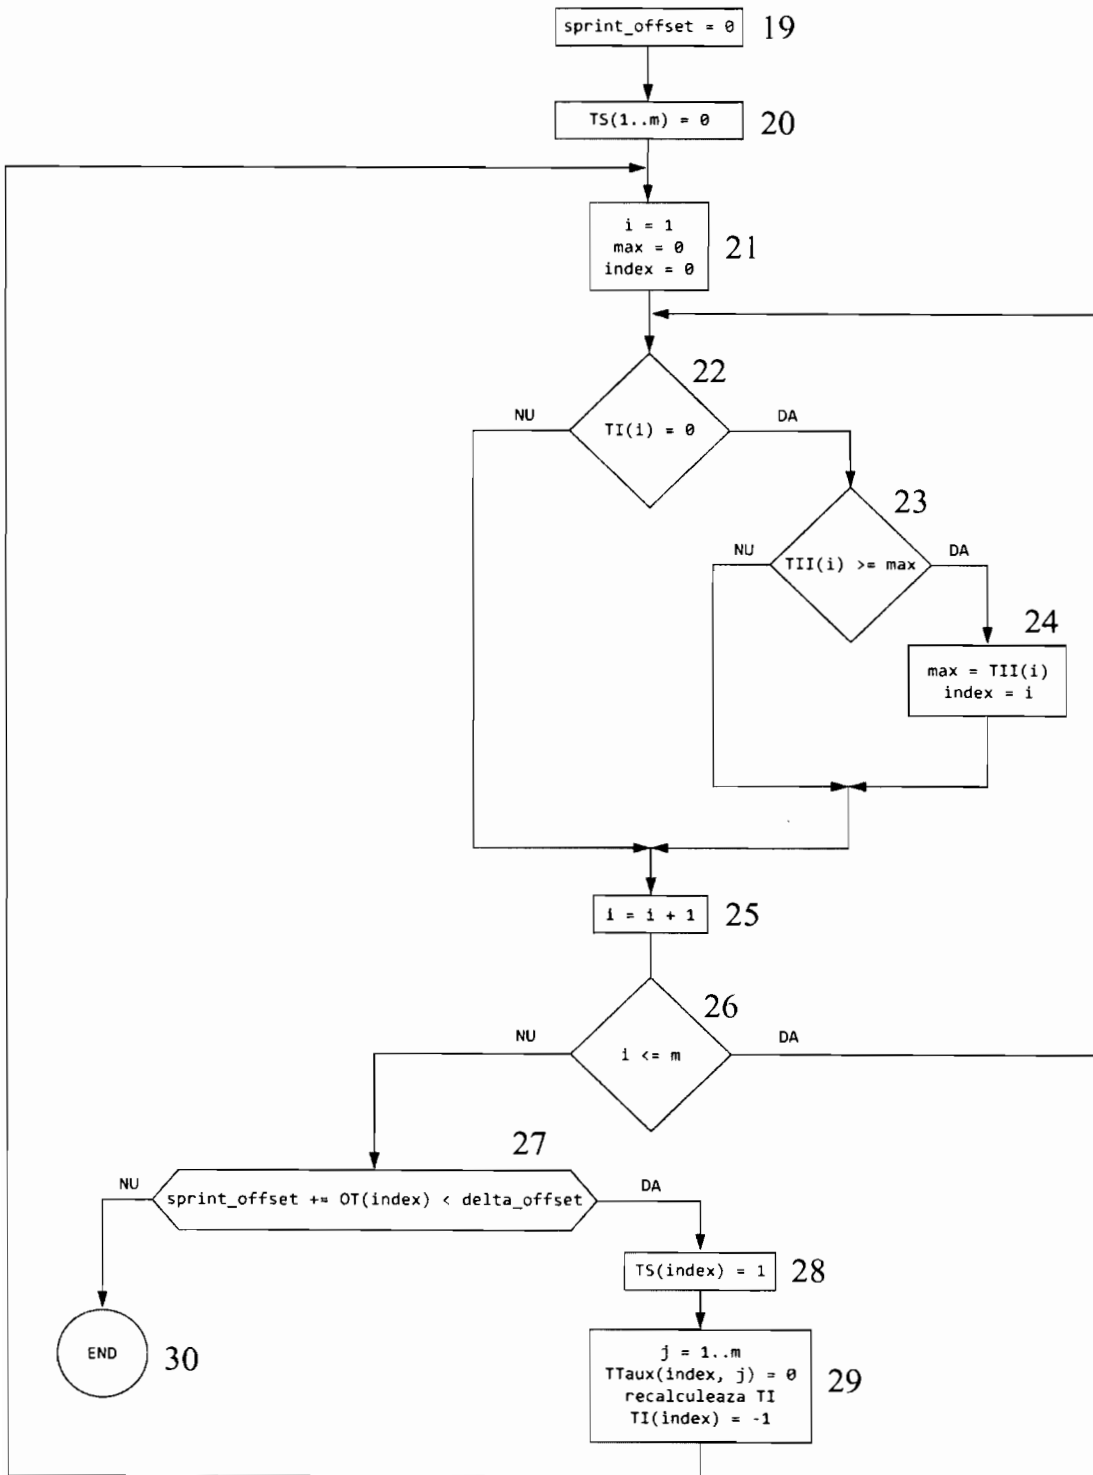 sprint_offset = 0
19
TS(1..m) = 0
20
i = 1
max = 0
index = 0
21
22
NU
TI(i) = 0
DA
23
NU
TII(i) >= max
DA
24
max = TII(i)
index = i
i = i + 1
25
26
NU
i <= m
DA
27
NU
sprint_offset += OT(index) < delta_offset
DA
TS(index) = 1
28
END
30
j = 1..m
TTaux(index, j) = 0
recalculeaza TI
TI(index) = -1
29